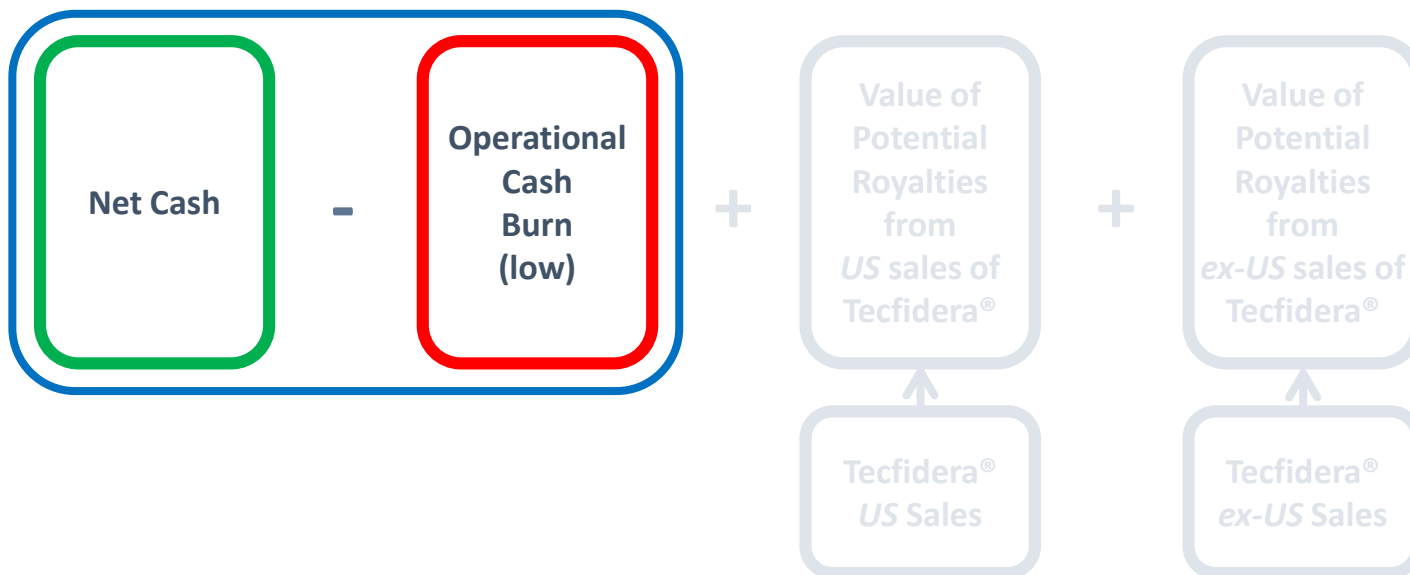 Net Cash
-
Operational
Cash
Burn
(low)
+
Value of
Potential
Royalties
from
US sales of
Tecfidera®
+
Value of
Potential
Royalties
from
ex-US sales of
Tecfidera®
Tecfidera®
US Sales
Tecfidera®
ex-US Sales